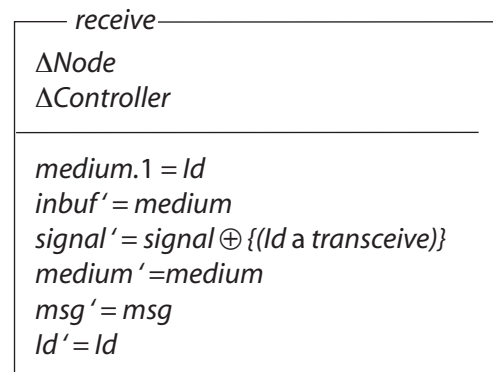 receive
ΔNode
ΔController
medium.1 = Id
inbuf‘ = medium
signal‘ = signal ⊕ {(Id a transceive)}
medium‘ =medium
msg‘ = msg
Id‘ = Id